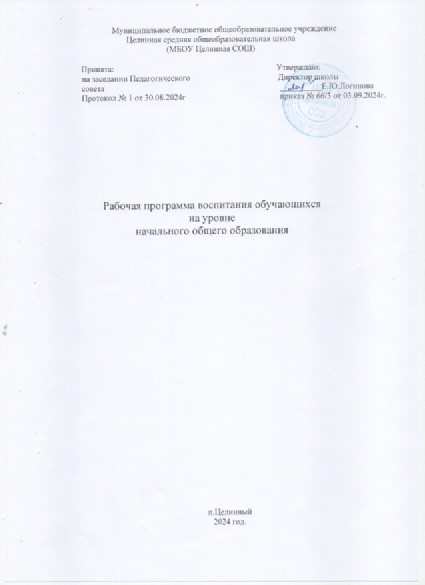 Муниципальное бюджетное общеобразовательное учреждение
Целинная средняя общеобразовательная школа
(МБОУ Целинная СОШ)
Принята:
на заседании Педагогического
совета
Протокол № 1 от 30.08.2024г
Утверждаю:
Директор школы
Е.Ю.Логинова
приказ № 66/3 от 03.09.2024г.
Рабочая программа воспитания обучающихся
на уровне
начального общего образования
п.Целинный
2024 год.